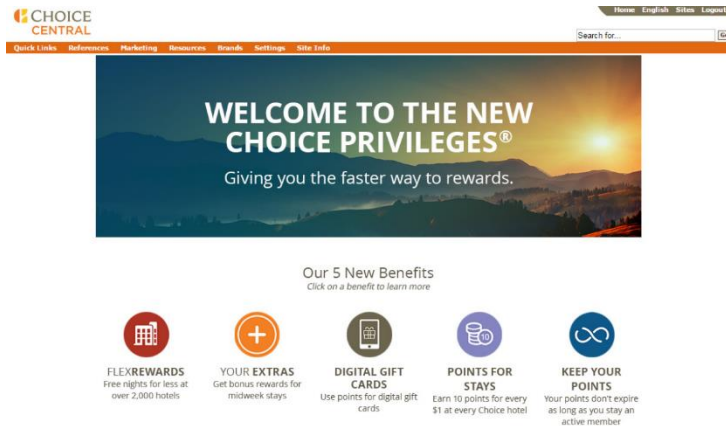 CHOICE
CENTRAL
Home English Sites Logout
Search for...
Quick Links References Marketing Resources Brands Settings Site Info
WELCOME TO THE NEW
CHOICE PRIVILEGES®
Giving you the faster way to rewards.
Our 5 New Benefits
Click on a benefit to learn more
10
FLEXREWARDS
Free nights for less at
over 2,000 hotels
YOUR EXTRAS
Get bonus rewards for
midweek stays
DIGITAL GIFT
CARDS
Use points for digital gift
cards
POINTS FOR
STAYS
Earn 10 points for every
$1 at every Choice hotel
KEEP YOUR
POINTS
Your points don't expire
as long as you stay an
active member